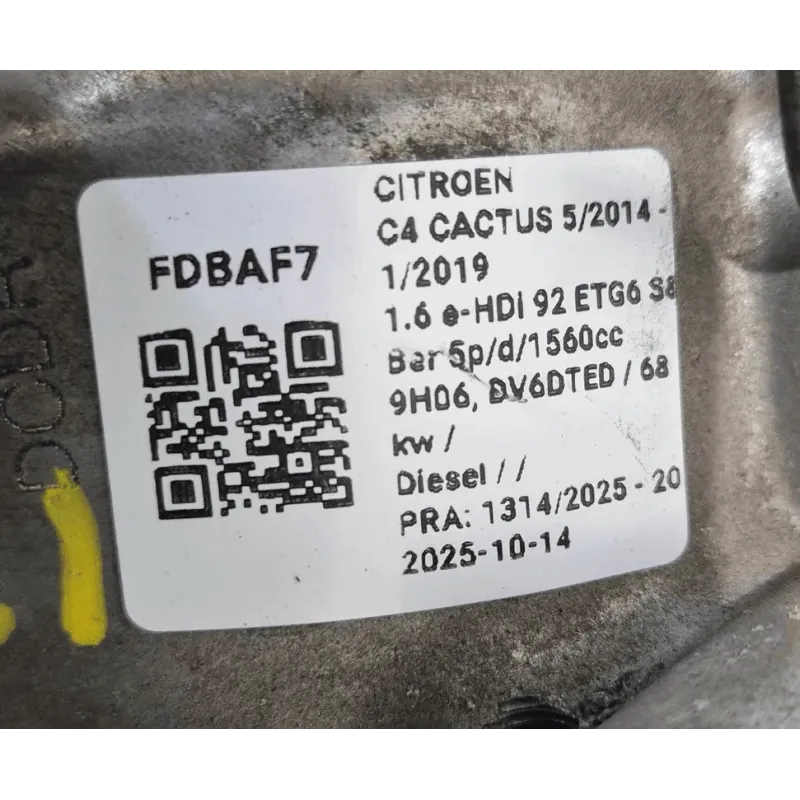 FDBAF7
CITROEN
C4 CACTUS 5/2014 -
1/2019
1.6 e-HDi 92 ETG6 S&
Ber 5p/d/1560cc
9H06, DV6DTED / 68
kw /
Diesel / /
PRA: 1314/2025 - 20
2025-10-14
DCDR